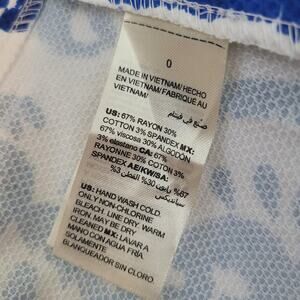 0
MADE IN VIETNAM/HECHO
EN VIETNAM/FABRIQUÉ AU
VIETNAM/
صنع في فيتنام
US: 67% RAYON 30%
COTTON 3% SPANDEX MX:
67% viscosa 30% ALGODÓN
3% elastano CA: 67%
RAYONNE 30% COTON 3%
SPANDEX AE/KW/SA:
67% رايون 30% القطن 3%
سباندیکس
US: HAND WASH COLD.
ONLY NON-CHLORINE
BLEACH. LINE DRY. WARM
IRON. MAY BE DRY
CLEANED MX: LAVAR A
MANO CON AGUA FRÍA
SOLAMENTE
BLANQUEADOR SIN CLORO